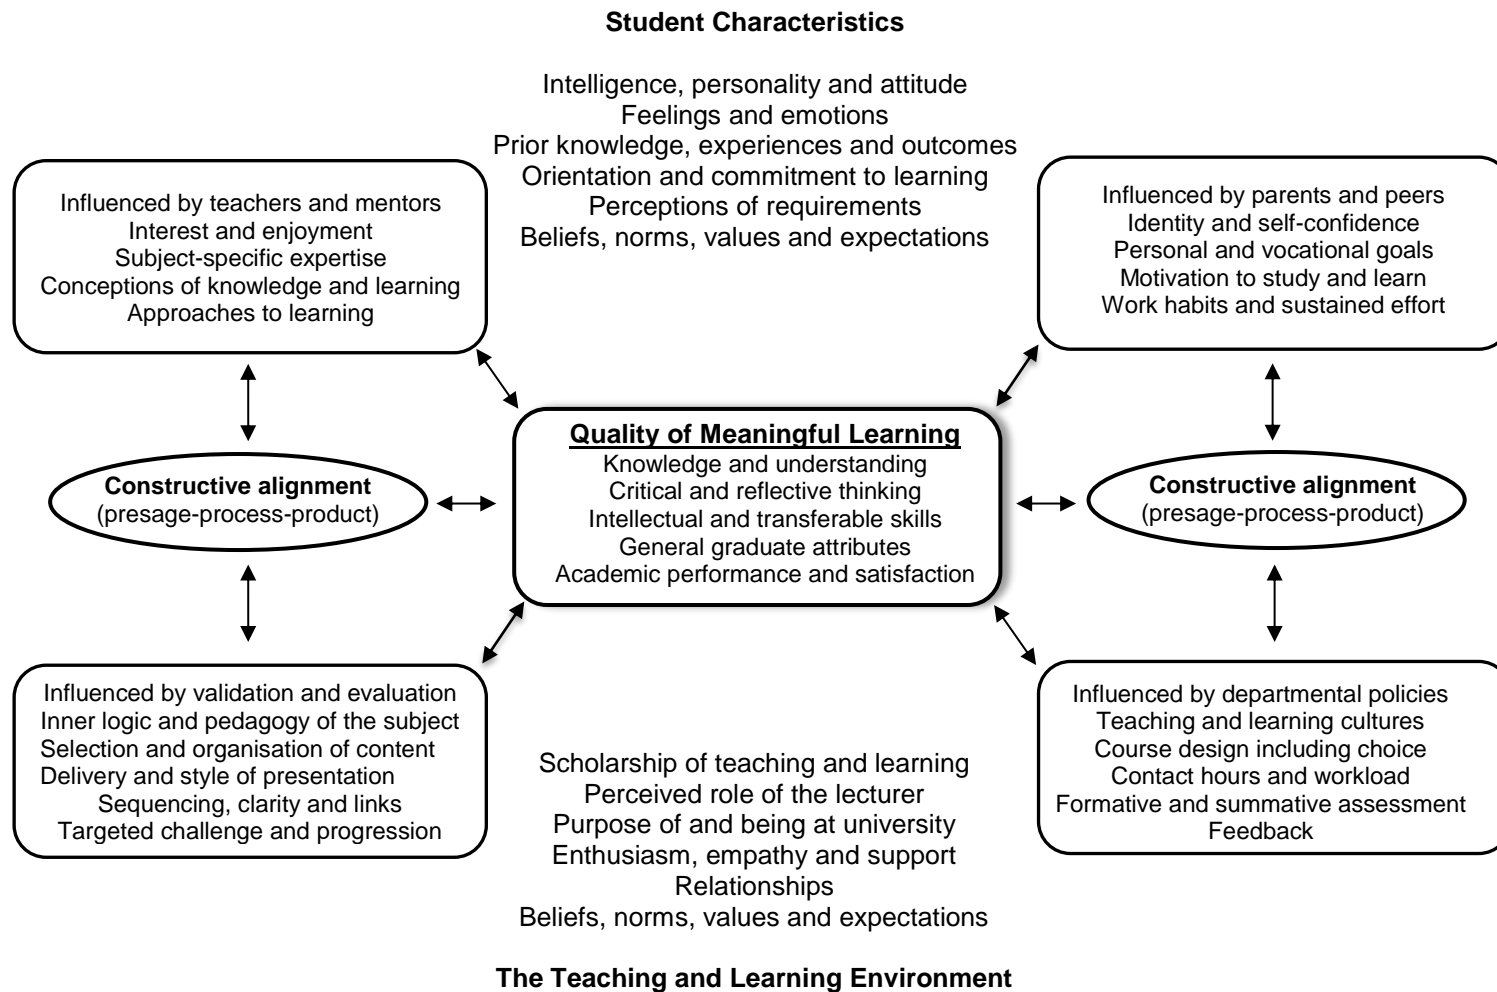 Student Characteristics
Intelligence, personality and attitude
Feelings and emotions
Prior knowledge, experiences and outcomes
Orientation and commitment to learning
Perceptions of requirements
Beliefs, norms, values and expectations
Influenced by teachers and mentors
Interest and enjoyment
Subject-specific expertise
Conceptions of knowledge and learning
Approaches to learning
Influenced by parents and peers
Identity and self-confidence
Personal and vocational goals
Motivation to study and learn
Work habits and sustained effort
Constructive alignment
(presage-process-product)
Quality of Meaningful Learning
Knowledge and understanding
Critical and reflective thinking
Intellectual and transferable skills
General graduate attributes
Academic performance and satisfaction
Constructive alignment
(presage-process-product)
Influenced by validation and evaluation
Inner logic and pedagogy of the subject
Selection and organisation of content
Delivery and style of presentation
Sequencing, clarity and links
Targeted challenge and progression
Influenced by departmental policies
Teaching and learning cultures
Course design including choice
Contact hours and workload
Formative and summative assessment
Feedback
Scholarship of teaching and learning
Perceived role of the lecturer
Purpose of and being at university
Enthusiasm, empathy and support
Relationships
Beliefs, norms, values and expectations
The Teaching and Learning Environment